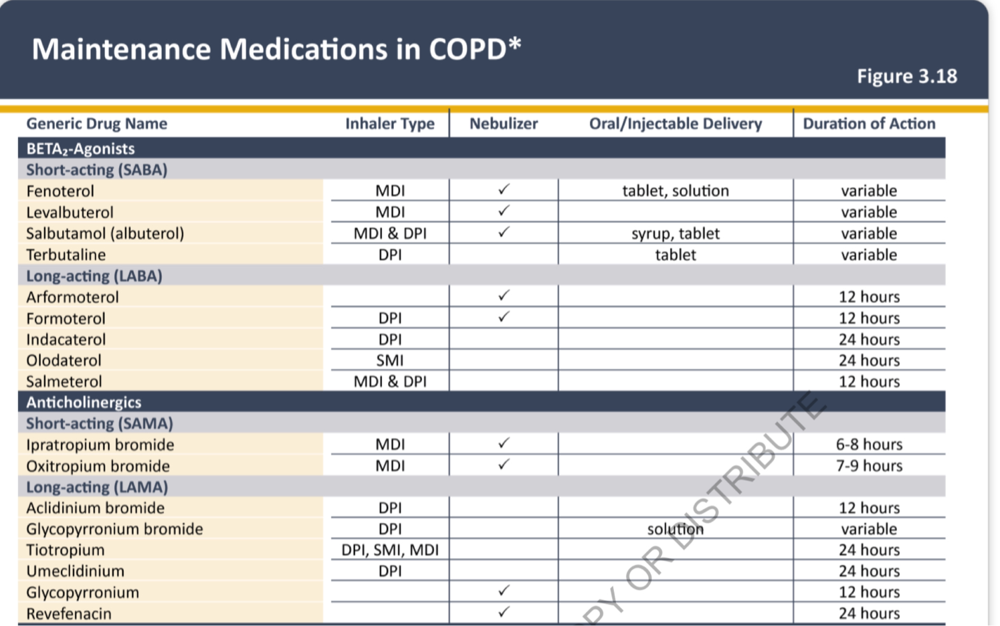 Maintenance Medications in COPD*
Figure 3.18
Generic Drug Name Inhaler Type Nebulizer Oral/Injectable Delivery Duration of Action
BETA₂-Agonists
Short-acting (SABA)
Fenoterol MDI ✓ tablet, solution variable
Levalbuterol MDI ✓ variable
Salbutamol (albuterol) MDI & DPI ✓ syrup, tablet variable
Terbutaline DPI tablet variable
Long-acting (LABA)
Arformoterol ✓ 12 hours
Formoterol DPI ✓ 12 hours
Indacaterol DPI 24 hours
Olodaterol SMI 24 hours
Salmeterol MDI & DPI 12 hours
Anticholinergics
Short-acting (SAMA)
Ipratropium bromide MDI ✓ 6-8 hours
Oxitropium bromide MDI ✓ 7-9 hours
Long-acting (LAMA)
Aclidinium bromide DPI 12 hours
Glycopyrronium bromide DPI solution variable
Tiotropium DPI, SMI, MDI 24 hours
Umeclidinium DPI 24 hours
Glycopyrronium ✓ 12 hours
Revefenacin ✓ 24 hours
PY OR DISTRIBUTE